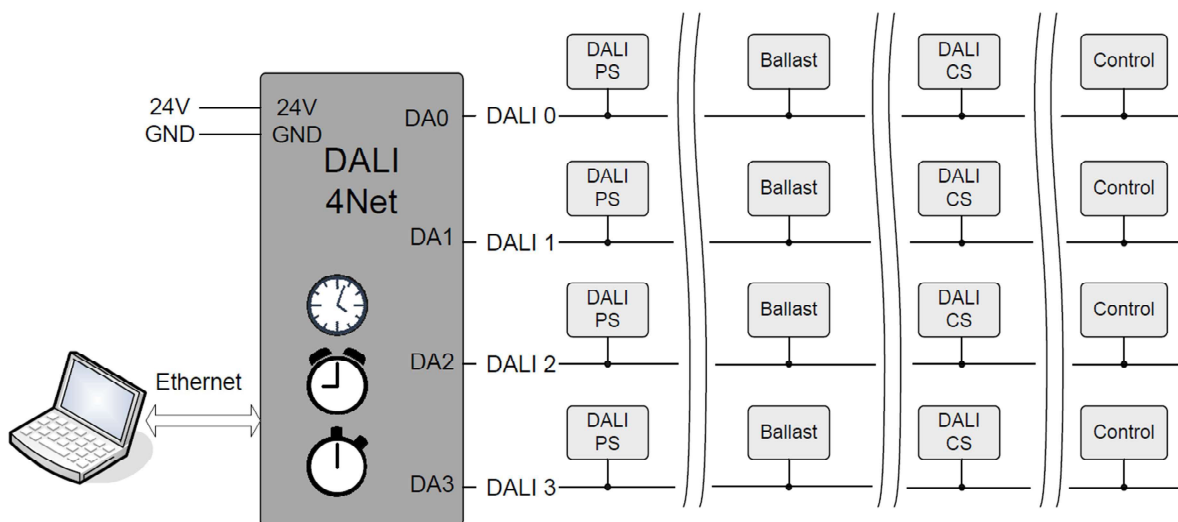 DALI
PS
Ballast
DALI
CS
Control
24V
GND
24V
GND
DA0
DALI 0
DALI
4Net
DALI
PS
Ballast
DALI
CS
Control
DA1
DALI 1
DALI
PS
Ballast
DALI
CS
Control
DA2
DALI 2
Ethernet
DALI
PS
Ballast
DALI
CS
Control
DA3
DALI 3